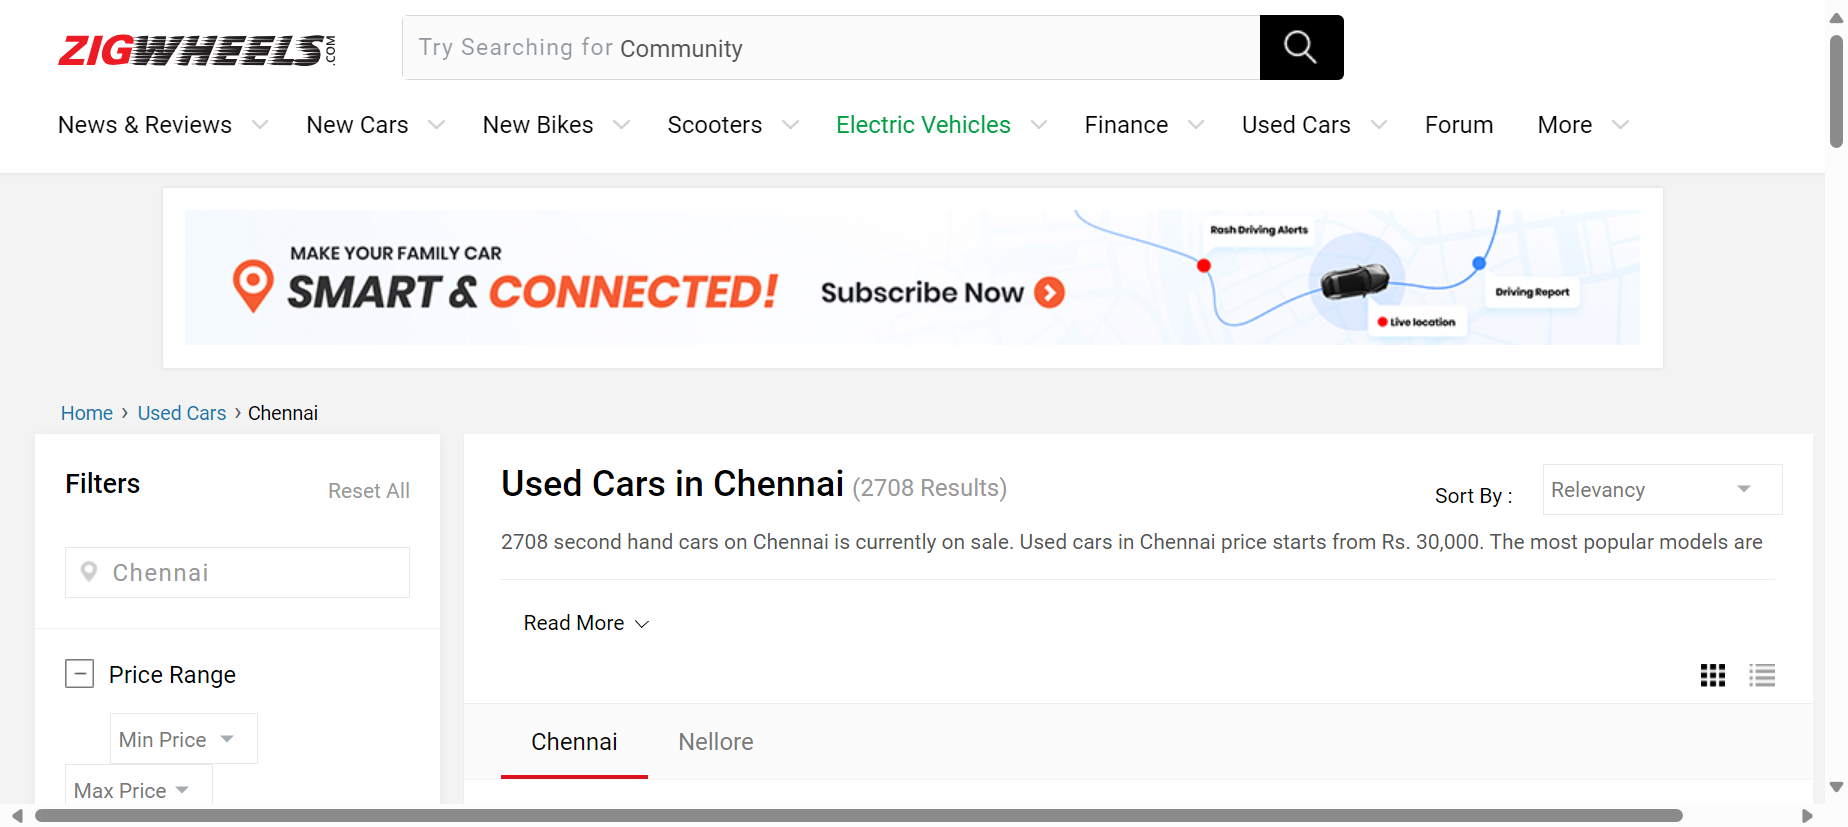 ZIGWHEELS.COM
Try Searching for Community
News & Reviews New Cars New Bikes Scooters Electric Vehicles Finance Used Cars Forum More
MAKE YOUR FAMILY CAR
SMART & CONNECTED!
Subscribe Now
Rash Driving Alerts
Driving Report
Live location
Home › Used Cars › Chennai
Filters
Reset All
Chennai
Price Range
Min Price
Max Price
Used Cars in Chennai (2708 Results)
Sort By :
Relevancy
2708 second hand cars on Chennai is currently on sale. Used cars in Chennai price starts from Rs. 30,000. The most popular models are
Read More
Chennai Nellore